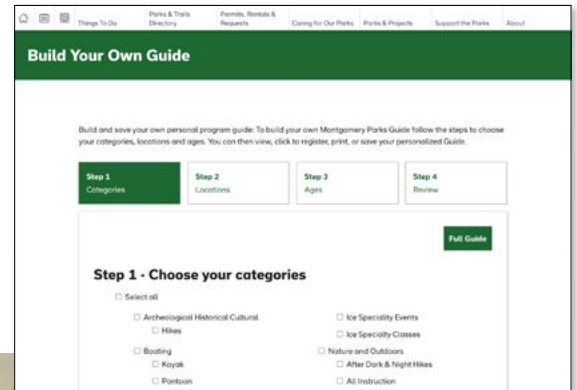 Things To Do
Parks & Trails Directory
Permits, Rentals & Requests
Caring for Our Parks
Parks & Projects
Support the Parks
About
Build Your Own Guide
Build and save your own personal program guide: To build your own Montgomery Parks Guide follow the steps to choose
your categories, locations and ages. You can then view, click to register, print, or save your personalized Guide.
Step 1
Categories
Step 2
Locations
Step 3
Ages
Step 4
Review
Full Guide
Step 1 - Choose your categories
Select all
Archeological Historical Cultural
Hikes
Boating
Kayak
Pontoon
Ice Speciality Events
Ice Specialty Classes
Nature and Outdoors
After Dark & Night Hikes
All Instruction